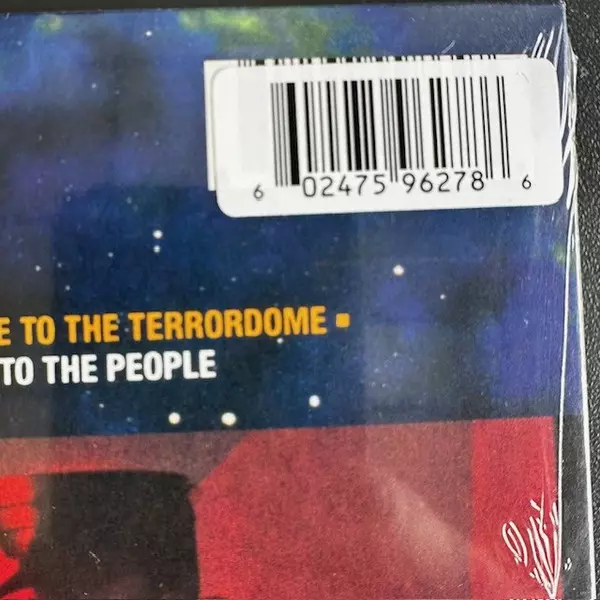 6 02475 96278 6
E TO THE TERRORDOME ▪
TO THE PEOPLE